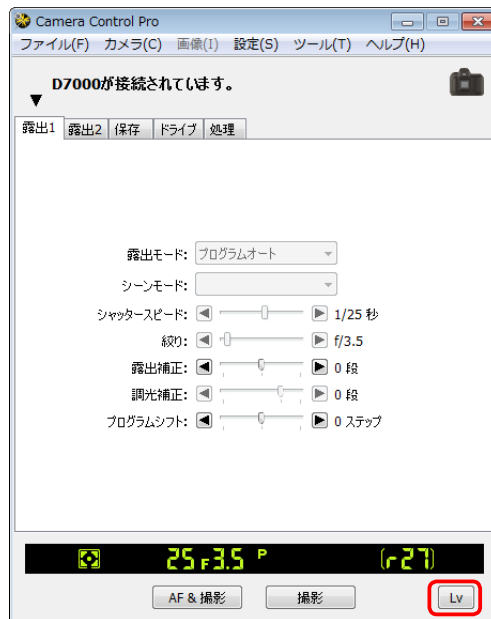 Camera Control Pro
ファイル(F) カメラ(C) 画像(I) 設定(S) ツール(T) ヘルプ(H)
D7000が接続されています。
露出1 露出2 保存 ドライブ 処理
露出モード: プログラムオート
シーンモード:
シャッタースピード: 1/25 秒
絞り: f/3.5
露出補正: 0 段
調光補正: 0 段
プログラムシフト: 0 ステップ
25 F3.5 P (r27)
AF & 撮影 撮影 Lv